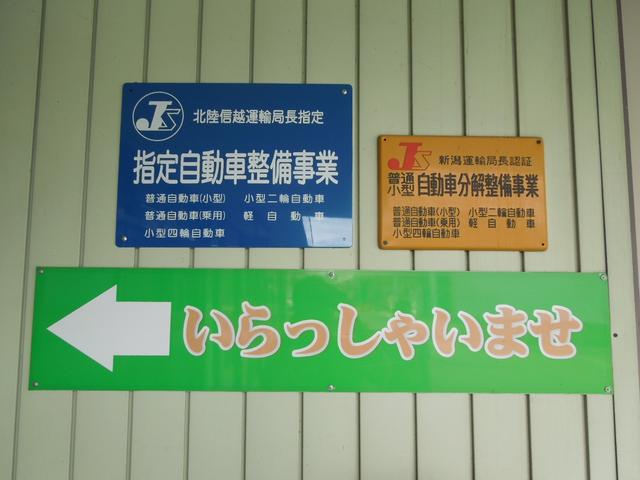 JS
北陸信越運輸局長指定
指定自動車整備事業
普通自動車(小型) 小型二輪自動車
普通自動車(乗用) 軽自動車
小型四輪自動車
JS
新潟運輸局長認証
普通小型 自動車分解整備事業
普通自動車(小型) 小型二輪自動車
普通自動車(乗用) 軽自動車
小型四輪自動車
いらっしゃいませ